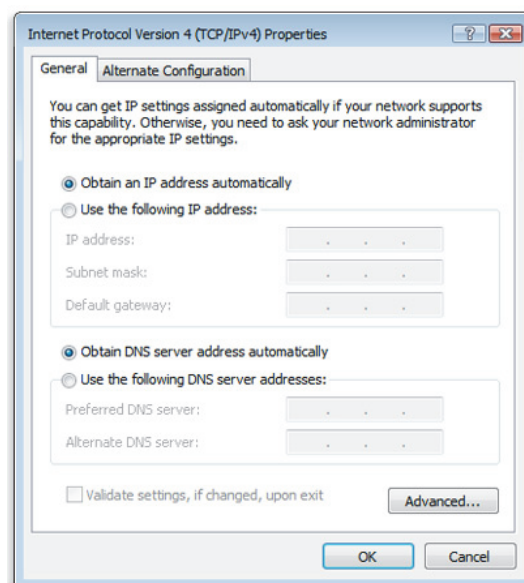 Internet Protocol Version 4 (TCP/IPv4) Properties
?
General
Alternate Configuration
You can get IP settings assigned automatically if your network supports
this capability. Otherwise, you need to ask your network administrator
for the appropriate IP settings.
Obtain an IP address automatically
Use the following IP address:
IP address:
Subnet mask:
Default gateway:
Obtain DNS server address automatically
Use the following DNS server addresses:
Preferred DNS server:
Alternate DNS server:
Validate settings, if changed, upon exit
Advanced...
OK
Cancel